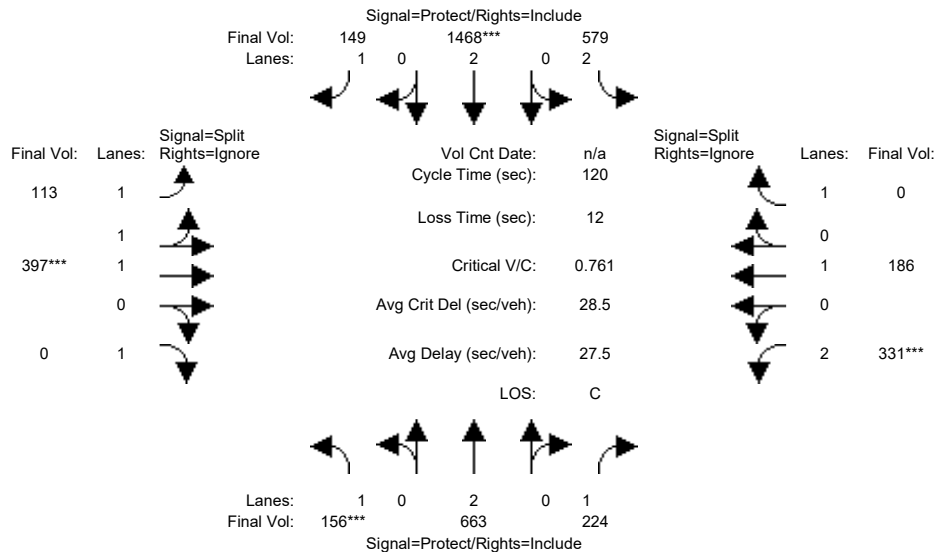 Signal=Protect/Rights=Include
Final Vol: 149 1468*** 579
Lanes: 1 0 2 0 2
Signal=Split
Final Vol: Lanes: Rights=Ignore
Vol Cnt Date: n/a
Signal=Split
Rights=Ignore Lanes: Final Vol:
Cycle Time (sec): 120
113 1
1 0
Loss Time (sec): 12
1
0
397*** 1
Critical V/C: 0.761
1 186
0
Avg Crit Del (sec/veh): 28.5
0
0 1
Avg Delay (sec/veh): 27.5
2 331***
LOS: C
Lanes: 1 0 2 0 1
Final Vol: 156*** 663 224
Signal=Protect/Rights=Include